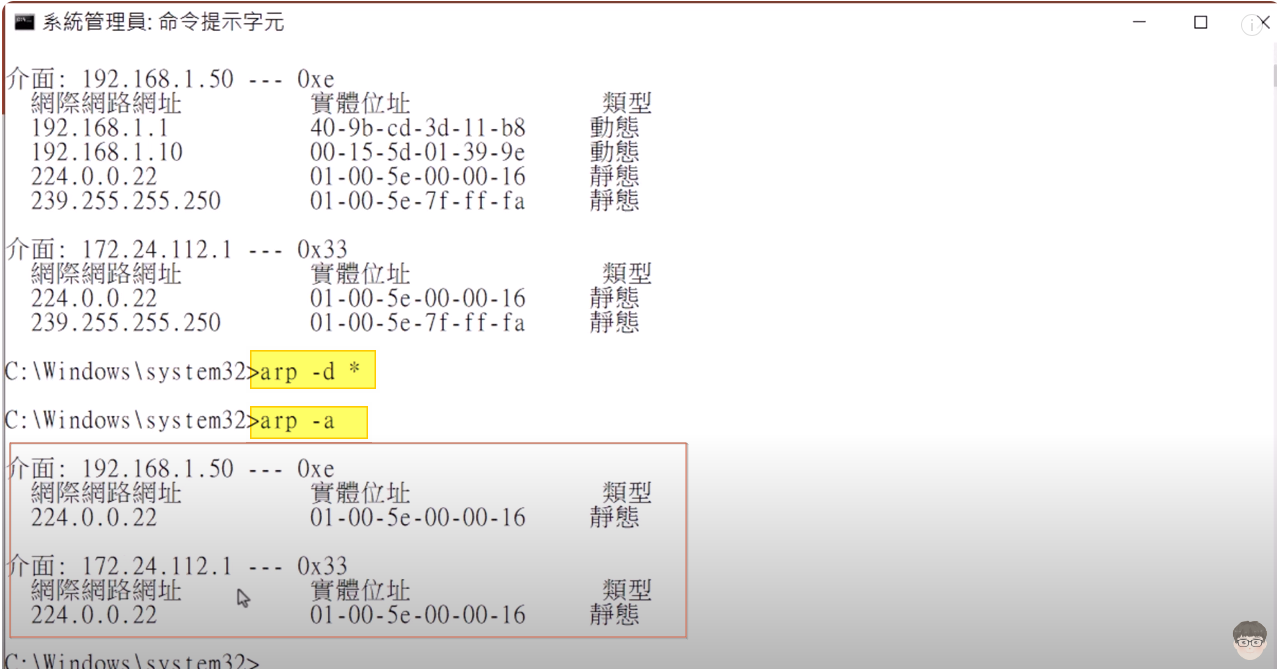 系統管理員: 命令提示字元
介面: 192.168.1.50 --- 0xe
網際網路網址 實體位址 類型
192.168.1.1 40-9b-cd-3d-11-b8 動態
192.168.1.10 00-15-5d-01-39-9e 動態
224.0.0.22 01-00-5e-00-00-16 靜態
239.255.255.250 01-00-5e-7f-ff-fa 靜態
介面: 172.24.112.1 --- 0x33
網際網路網址 實體位址 類型
224.0.0.22 01-00-5e-00-00-16 靜態
239.255.255.250 01-00-5e-7f-ff-fa 靜態
C:\Windows\system32>arp -d *
C:\Windows\system32>arp -a
介面: 192.168.1.50 --- 0xe
網際網路網址 實體位址 類型
224.0.0.22 01-00-5e-00-00-16 靜態
介面: 172.24.112.1 --- 0x33
網際網路網址 實體位址 類型
224.0.0.22 01-00-5e-00-00-16 靜態
C:\Windows\system32>